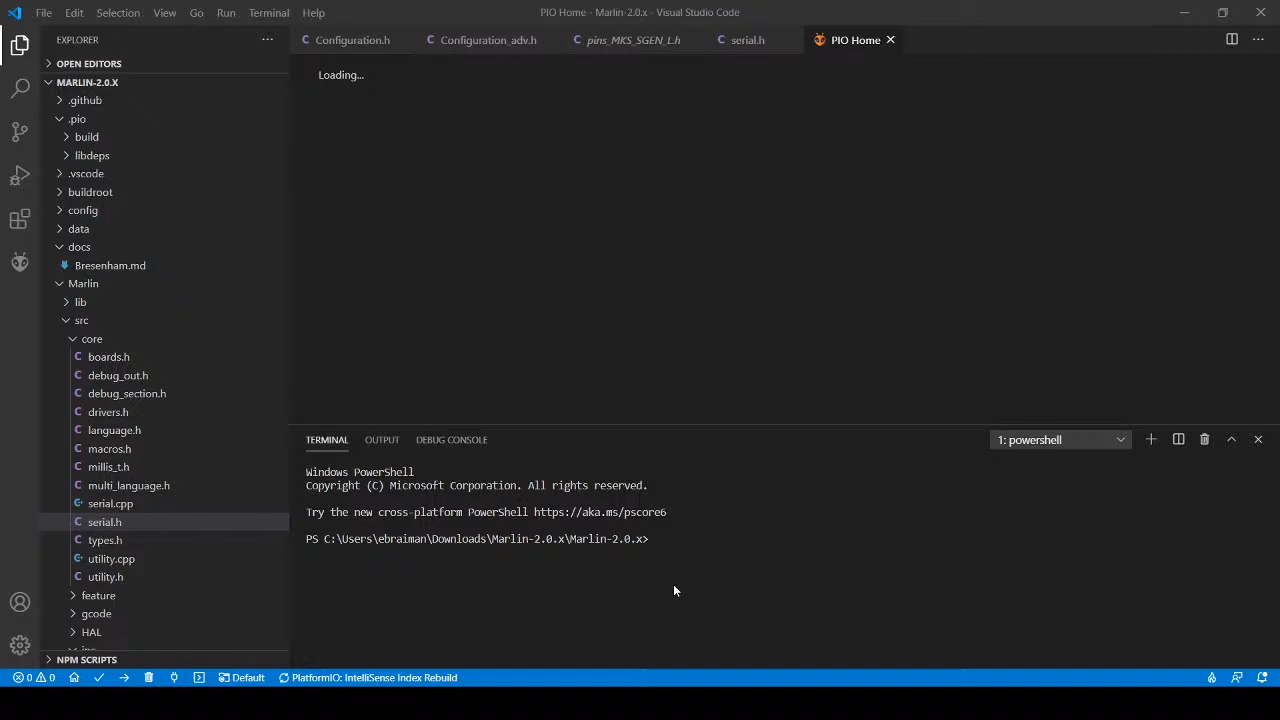 File Edit Selection View Go Run Terminal Help
PIO Home - Marlin-2.0.x - Visual Studio Code
EXPLORER
Configuration.h
Configuration_adv.h
pins_MKS_SGEN_L.h
serial.h
PIO Home
OPEN EDITORS
MARLIN-2.0.X
.github
.pio
build
libdeps
.vscode
buildroot
config
data
docs
Bresenham.md
Marlin
lib
src
core
boards.h
debug_out.h
debug_section.h
drivers.h
language.h
macros.h
millis_t.h
multi_language.h
serial.cpp
serial.h
types.h
utility.cpp
utility.h
feature
gcode
HAL
NPM SCRIPTS
Loading...
TERMINAL OUTPUT DEBUG CONSOLE
1: powershell
Windows PowerShell
Copyright (C) Microsoft Corporation. All rights reserved.
Try the new cross-platform PowerShell https://aka.ms/pscore6
PS C:\Users\ebraiman\Downloads\Marlin-2.0.x\Marlin-2.0.x>
0 0 Default PlatformIO: IntelliSense Index Rebuild